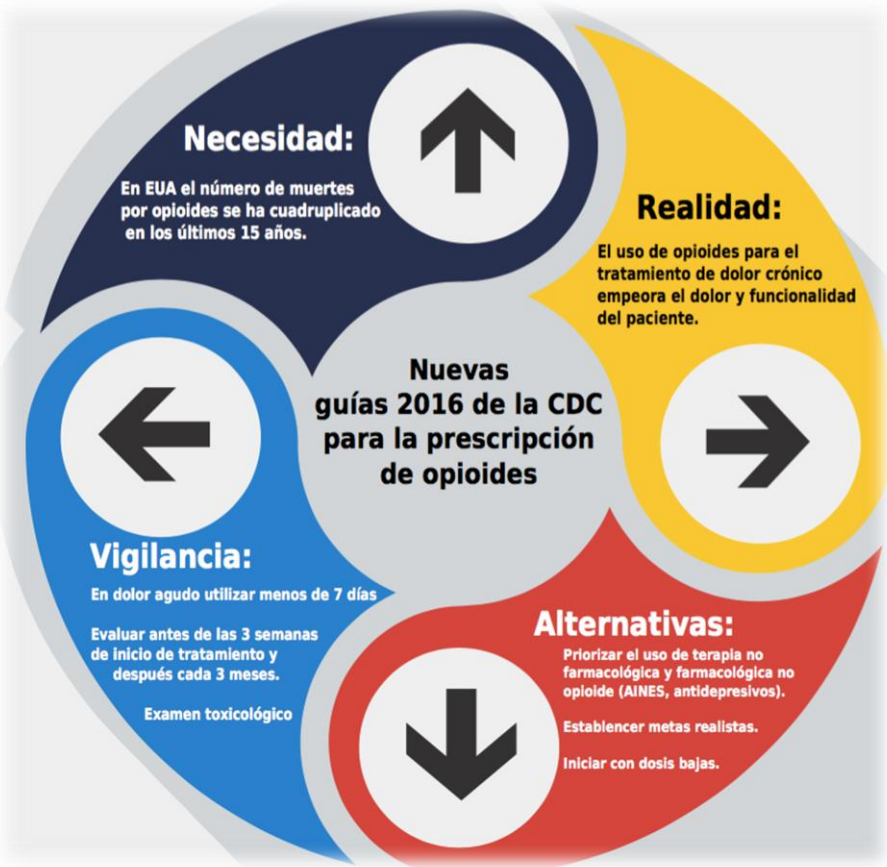 Necesidad:
En EUA el número de muertes
por opioides se ha cuadruplicado
en los últimos 15 años.
Realidad:
El uso de opioides para el
tratamiento de dolor crónico
empeora el dolor y funcionalidad
del paciente.
Nuevas
guías 2016 de la CDC
para la prescripción
de opioides
Vigilancia:
En dolor agudo utilizar menos de 7 días
Evaluar antes de las 3 semanas
de inicio de tratamiento y
después cada 3 meses.
Examen toxicológico
Alternativas:
Priorizar el uso de terapia no
farmacológica y farmacológica no
opioide (AINES, antidepresivos).
Establencer metas realistas.
Iniciar con dosis bajas.